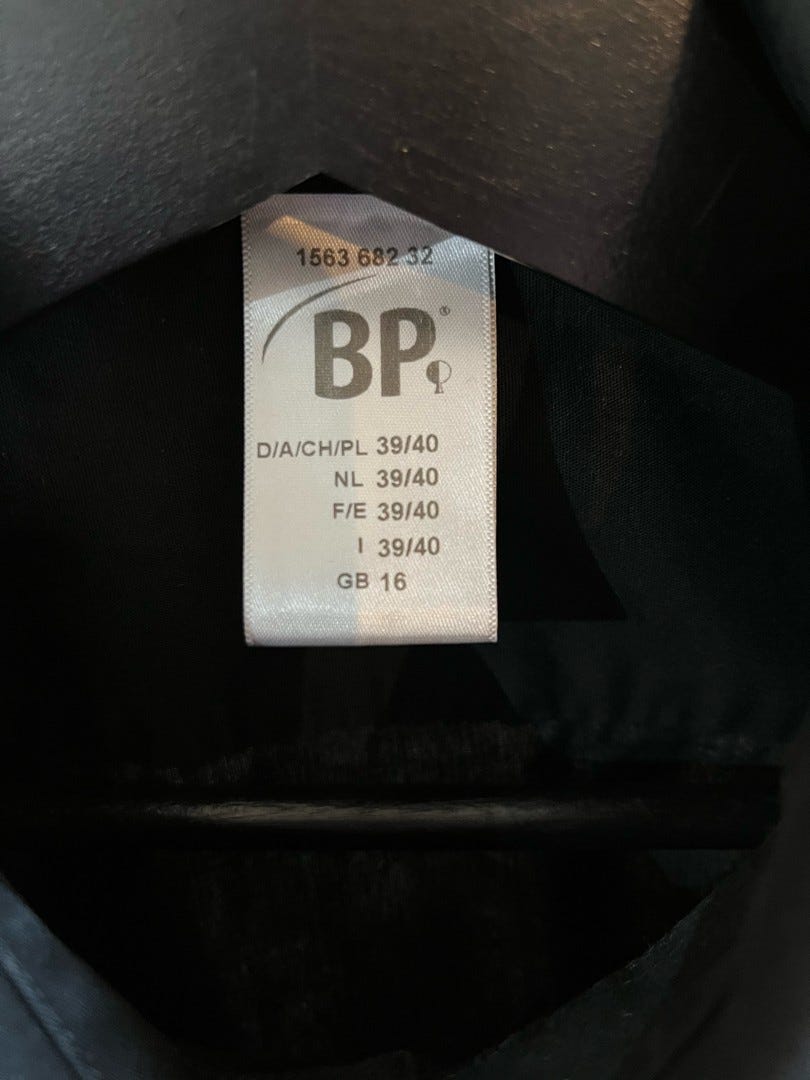 1563 682 32
BP®
D/A/CH/PL 39/40
NL 39/40
F/E 39/40
I 39/40
GB 16